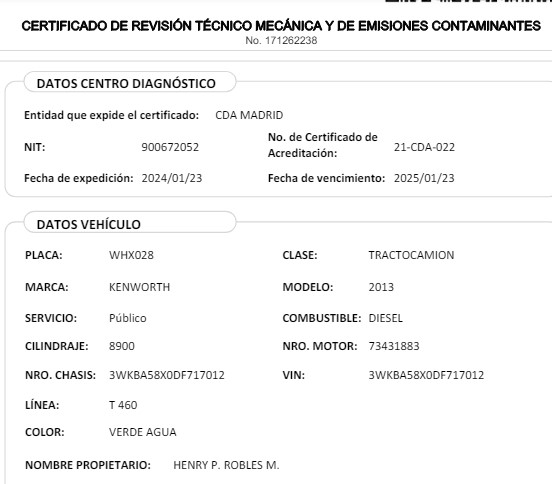 CERTIFICADO DE REVISIÓN TÉCNICO MECÁNICA Y DE EMISIONES CONTAMINANTES
No. 171262238
DATOS CENTRO DIAGNÓSTICO
Entidad que expide el certificado: CDA MADRID
NIT: 900672052 No. de Certificado de Acreditación: 21-CDA-022
Fecha de expedición: 2024/01/23 Fecha de vencimiento: 2025/01/23
DATOS VEHÍCULO
PLACA: WHX028 CLASE: TRACTOCAMION
MARCA: KENWORTH MODELO: 2013
SERVICIO: Público COMBUSTIBLE: DIESEL
CILINDRAJE: 8900 NRO. MOTOR: 73431883
NRO. CHASIS: 3WKBA58X0DF717012 VIN: 3WKBA58X0DF717012
LÍNEA: T 460
COLOR: VERDE AGUA
NOMBRE PROPIETARIO: HENRY P. ROBLES M.